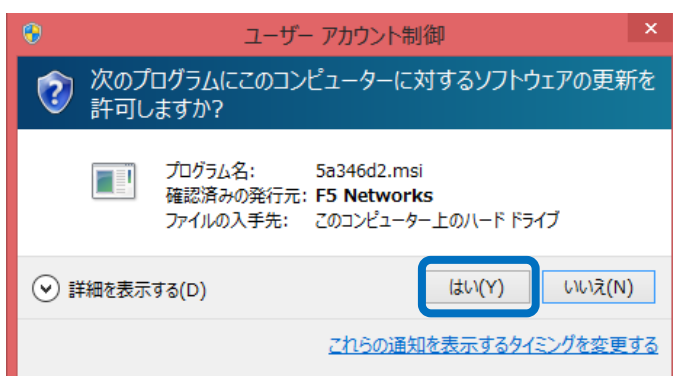 ユーザー アカウント制御
次のプログラムにこのコンピューターに対するソフトウェアの更新を
許可しますか?
プログラム名: 5a346d2.msi
確認済みの発行元: F5 Networks
ファイルの入手先: このコンピューター上のハード ドライブ
詳細を表示する(D) はい(Y) いいえ(N)
これらの通知を表示するタイミングを変更する